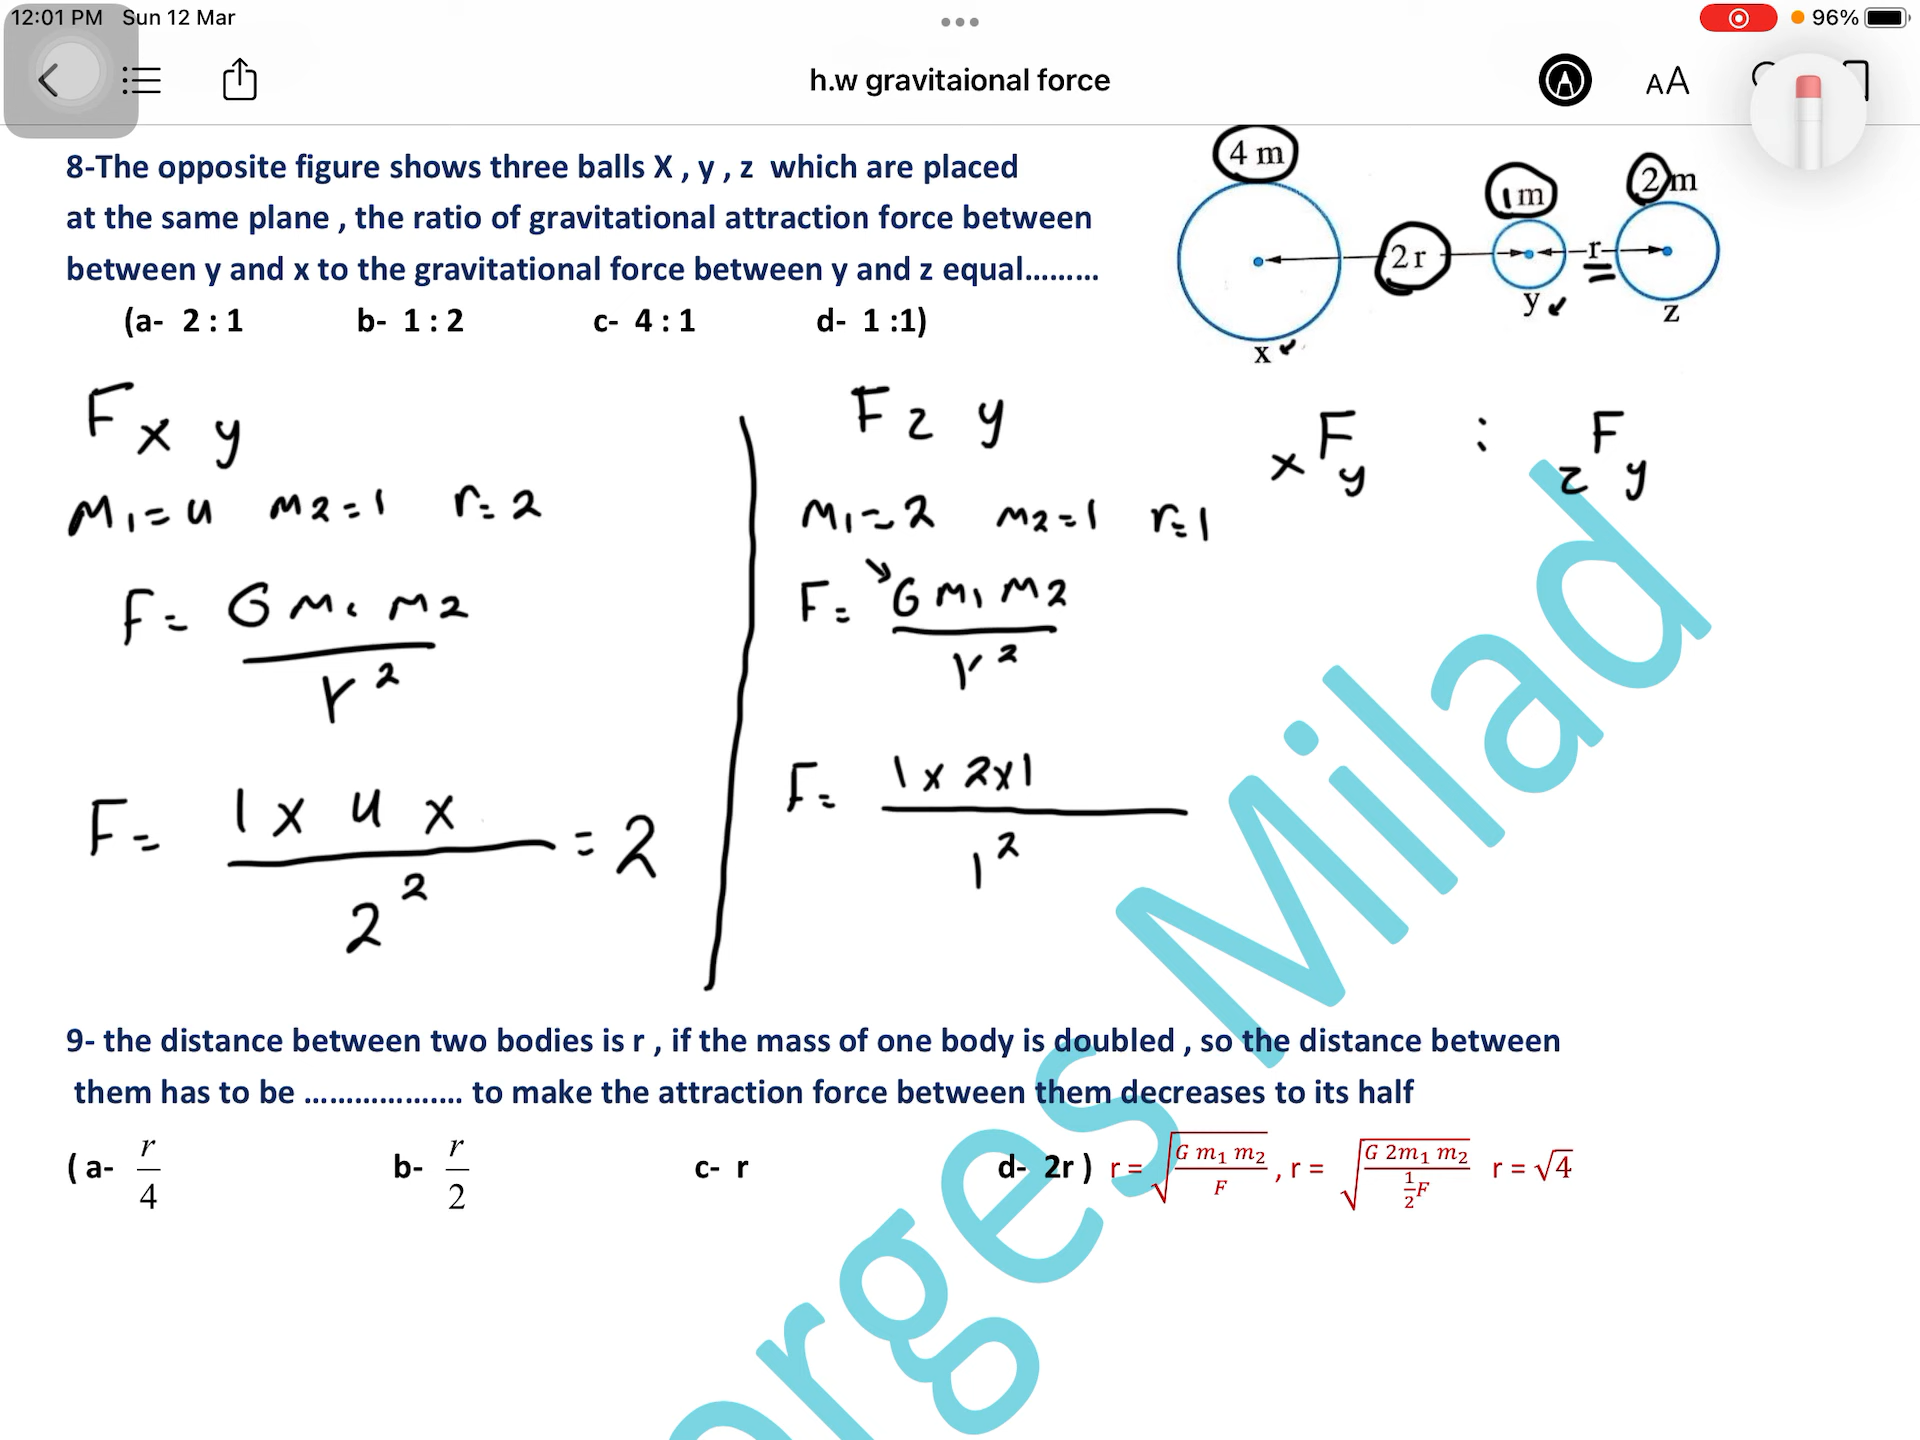 12:01 PM Sun 12 Mar
96%
h.w gravitaional force
AA
8-The opposite figure shows three balls X , y , z which are placed
at the same plane , the ratio of gravitational attraction force between
between y and x to the gravitational force between y and z equal.........
(a- 2 : 1 b- 1 : 2 c- 4 : 1 d- 1 :1)
4 m
1 m
2 m
2 r
r
y
z
x
F x y
M1 = 4 m2 = 1 r = 2
F = G M1 M2
r²
F = 1 x 4 x = 2
2²
F z y
M1 = 2 m2 = 1 r = 1
F = G M1 M2
r²
F = 1 x 2 x 1
1²
x F y : z F y
9- the distance between two bodies is r , if the mass of one body is doubled , so the distance between
them has to be ................... to make the attraction force between them decreases to its half
( a- r/4 b- r/2 c- r d- 2r ) r = √(G m₁ m₂ / F) , r = √(G 2m₁ m₂ / ½F) r = √4
orges Milad